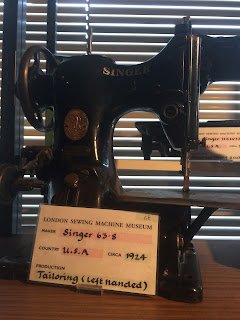 SINGER
LONDON SEWING MACHINE MUSEUM
MAKER Singer 63-8
COUNTRY U.S.A CIRCA 1924
PRODUCTION
Tailoring (left handed)